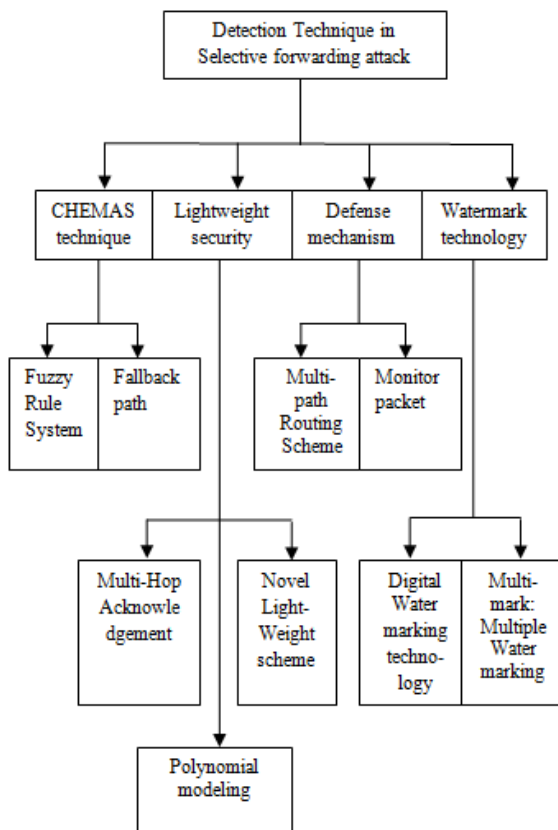 Detection Technique in
Selective forwarding attack
CHEMAS
technique
Lightweight
security
Defense
mechanism
Watermark
technology
Fuzzy
Rule
System
Fallback
path
Multi-
path
Routing
Scheme
Monitor
packet
Multi-Hop
Acknowle
dgement
Novel
Light-
Weight
scheme
Digital
Water
marking
techno-
logy
Multi-
mark:
Multiple
Water
marking
Polynomial
modeling